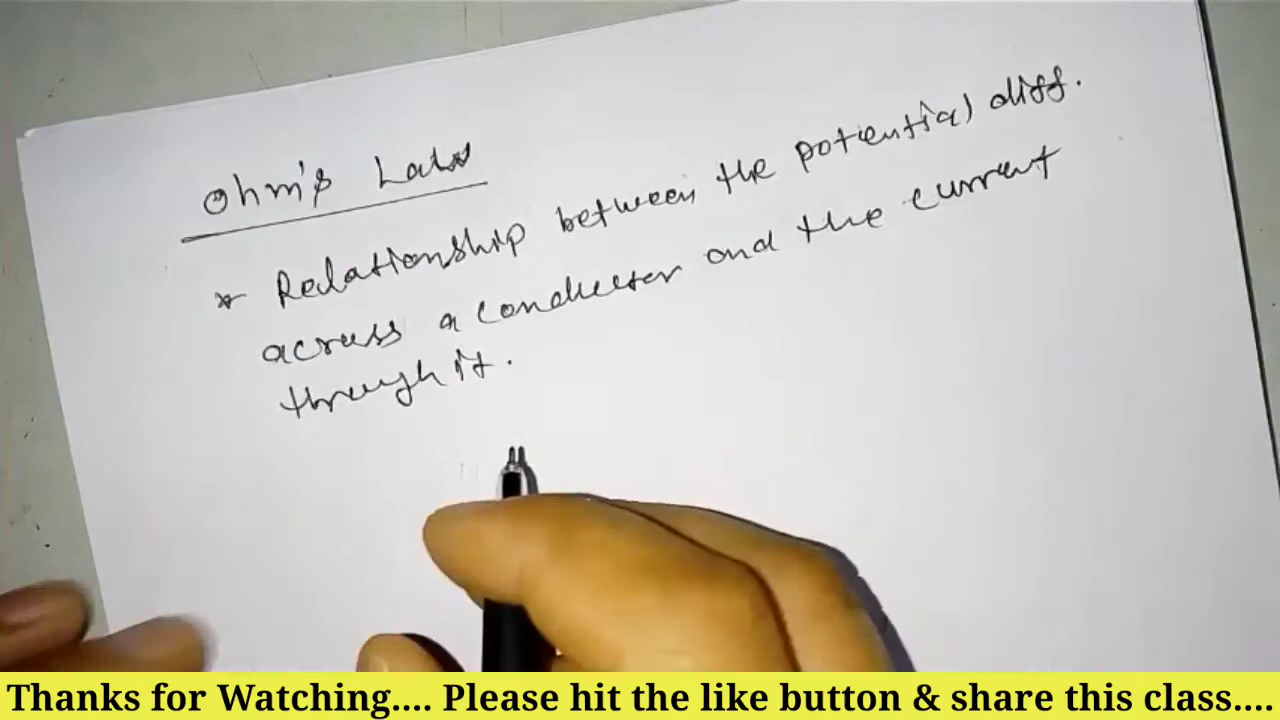 Ohm's Law
* Relationship between the potential diff.
across a conductor and the current
through it.
Thanks for Watching.... Please hit the like button & share this class....